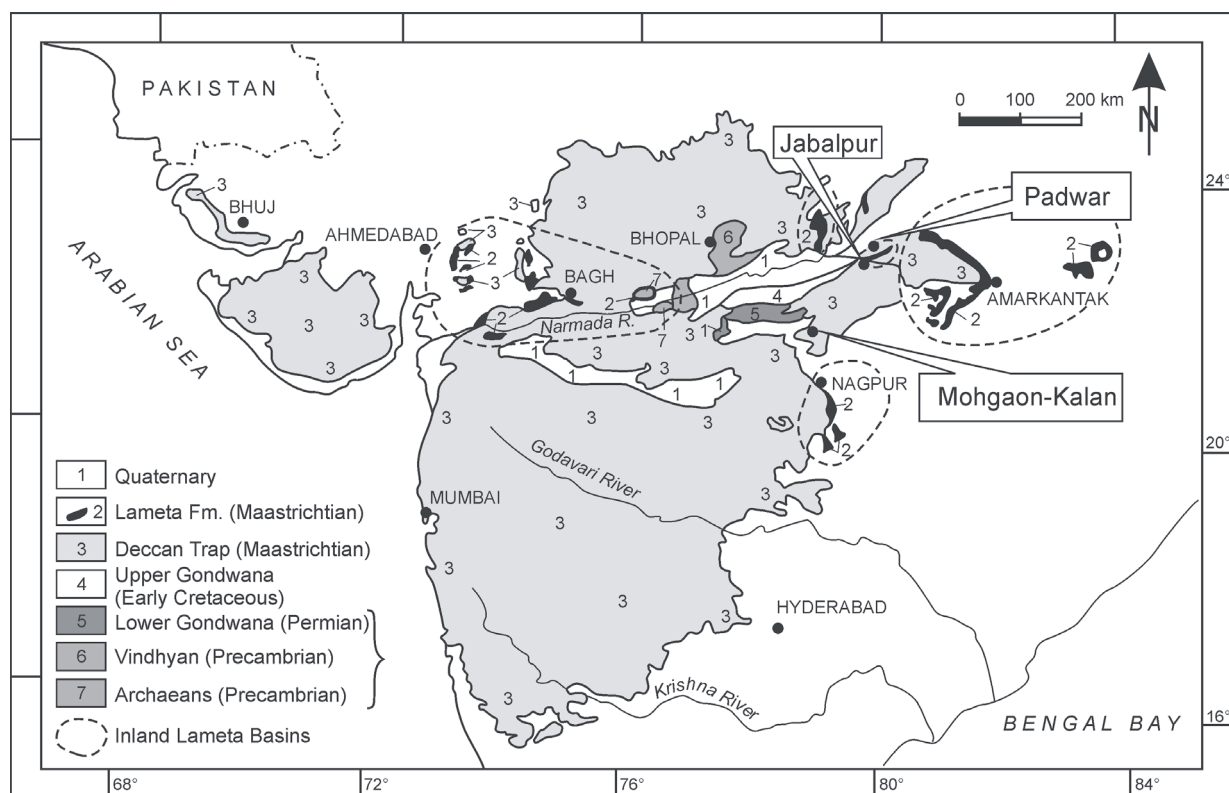 PAKISTAN
0 100 200 km
N
Jabalpur
Padwar
24°
3
BHUJ
AHMEDABAD
ARABIAN SEA
3
3
3
3
3
3
2
3
3
3
3
3
BHOPAL
6
1
2
3
3
2
AMARKANTAK
2
2
2
BAGH
7
2
1
1
4
5
3
1
7
3
3
2
Narmada R.
Mohgaon-Kalan
NAGPUR
2
2
1
3
1
3
1
1
3
3
3
3
20°
Godavari River
MUMBAI
3
3
3
3
3
3
HYDERABAD
Krishna River
3
16°
BENGAL BAY
1 Quaternary
2 Lameta Fm. (Maastrichtian)
3 Deccan Trap (Maastrichtian)
4 Upper Gondwana
(Early Cretaceous)
5 Lower Gondwana (Permian)
6 Vindhyan (Precambrian)
7 Archaeans (Precambrian)
Inland Lameta Basins
68° 72° 76° 80° 84°